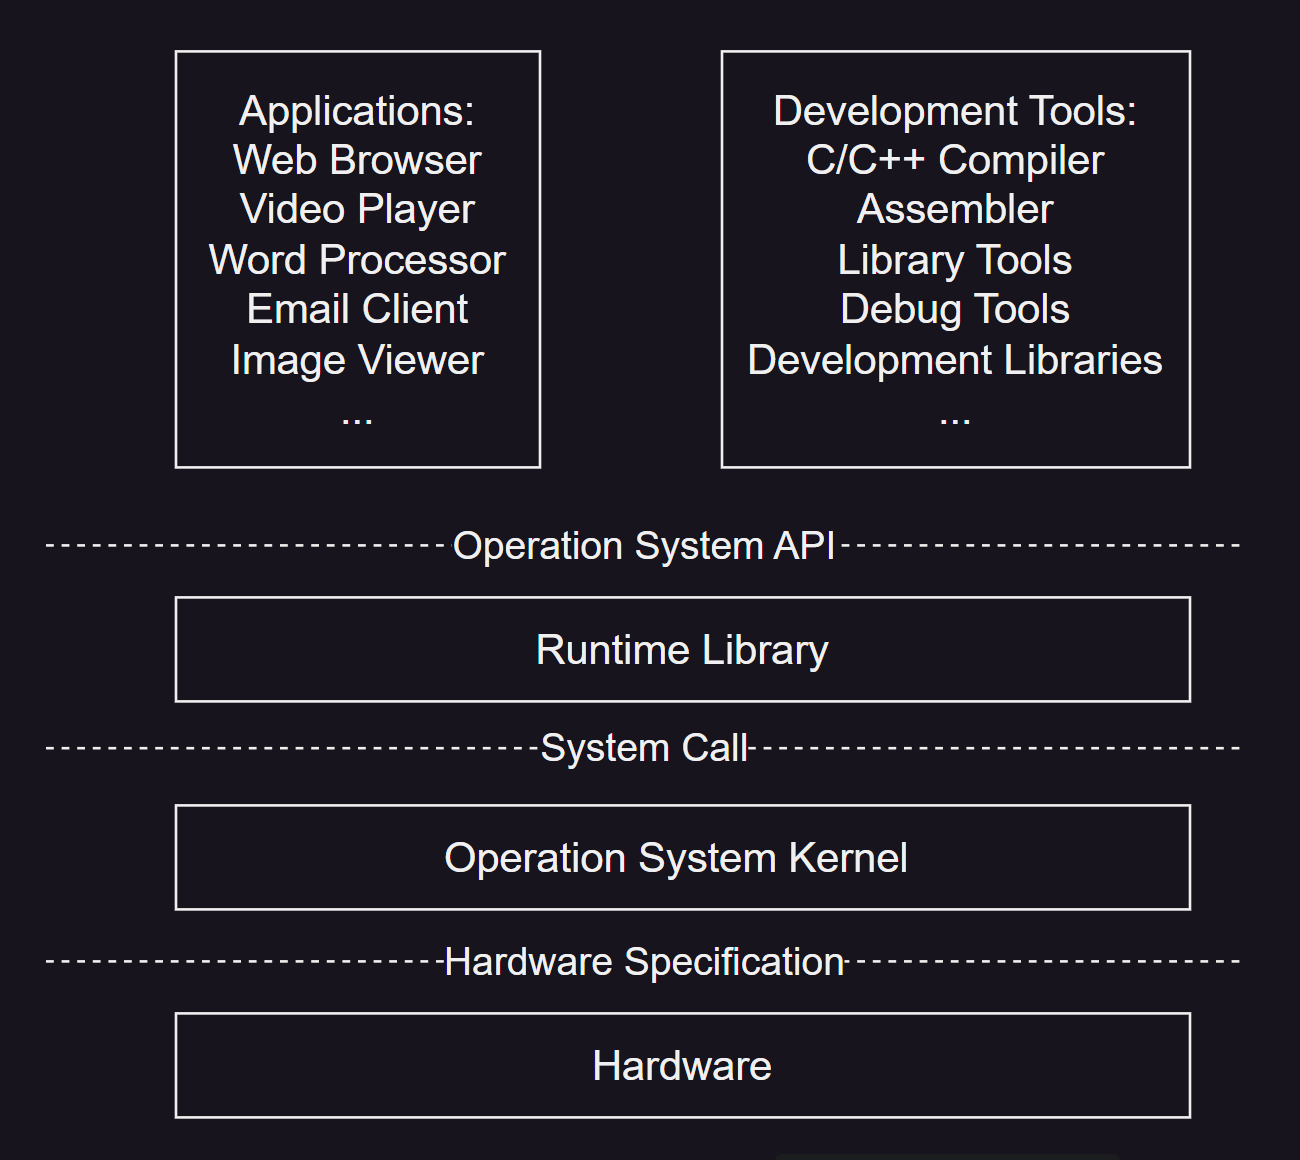 Applications:
Web Browser
Video Player
Word Processor
Email Client
Image Viewer
...
Development Tools:
C/C++ Compiler
Assembler
Library Tools
Debug Tools
Development Libraries
...
Operation System API
Runtime Library
System Call
Operation System Kernel
Hardware Specification
Hardware